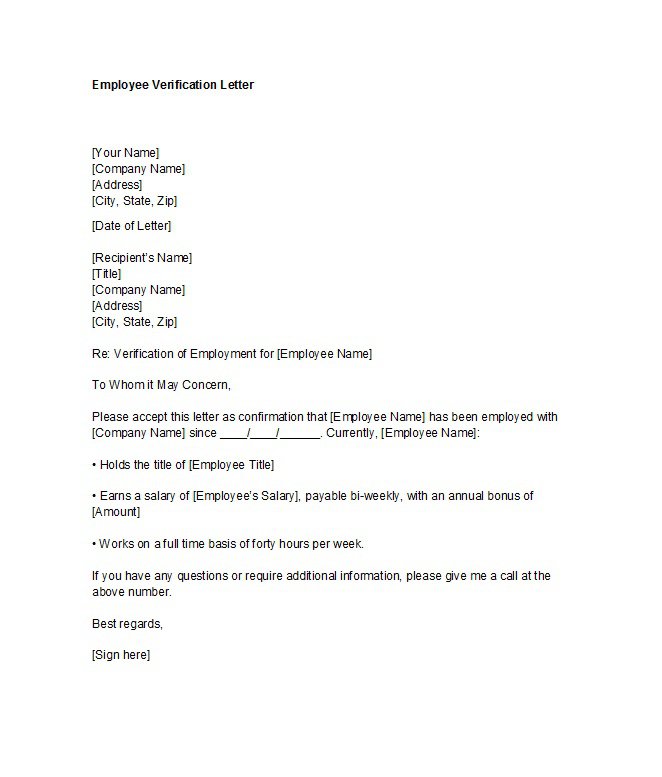 Employee Verification Letter
[Your Name]
[Company Name]
[Address]
[City, State, Zip]
[Date of Letter]
[Recipient’s Name]
[Title]
[Company Name]
[Address]
[City, State, Zip]
Re: Verification of Employment for [Employee Name]
To Whom it May Concern,
Please accept this letter as confirmation that [Employee Name] has been employed with
[Company Name] since ____/____/______. Currently, [Employee Name]:
• Holds the title of [Employee Title]
• Earns a salary of [Employee’s Salary], payable bi-weekly, with an annual bonus of
[Amount]
• Works on a full time basis of forty hours per week.
If you have any questions or require additional information, please give me a call at the
above number.
Best regards,
[Sign here]